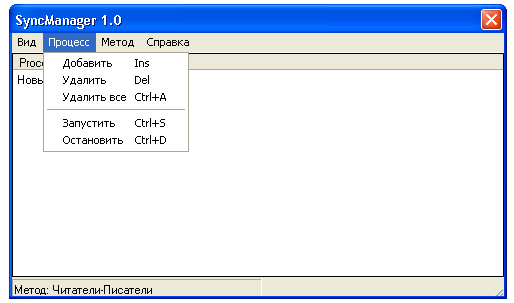 SyncManager 1.0
Вид Процесс Метод Справка
Добавить Ins
Удалить Del
Удалить все Ctrl+A
Запустить Ctrl+S
Остановить Ctrl+D
Метод: Читатели-Писатели